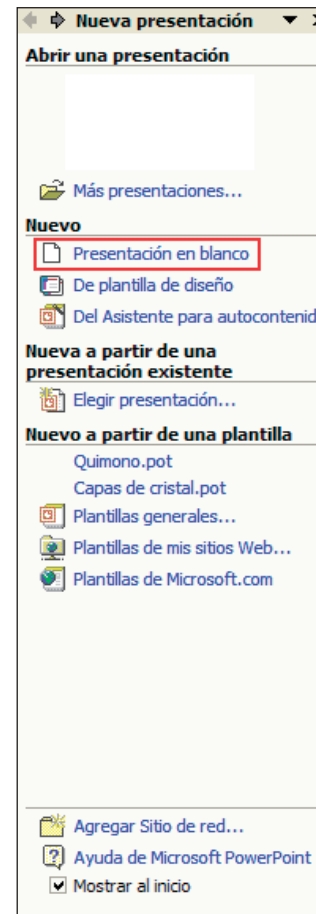 Nueva presentación
Abrir una presentación
Más presentaciones...
Nuevo
Presentación en blanco
De plantilla de diseño
Del Asistente para autocontenid
Nueva a partir de una
presentación existente
Elegir presentación...
Nuevo a partir de una plantilla
Quimono.pot
Capas de cristal.pot
Plantillas generales...
Plantillas de mis sitios Web...
Plantillas de Microsoft.com
Agregar Sitio de red...
Ayuda de Microsoft PowerPoint
Mostrar al inicio